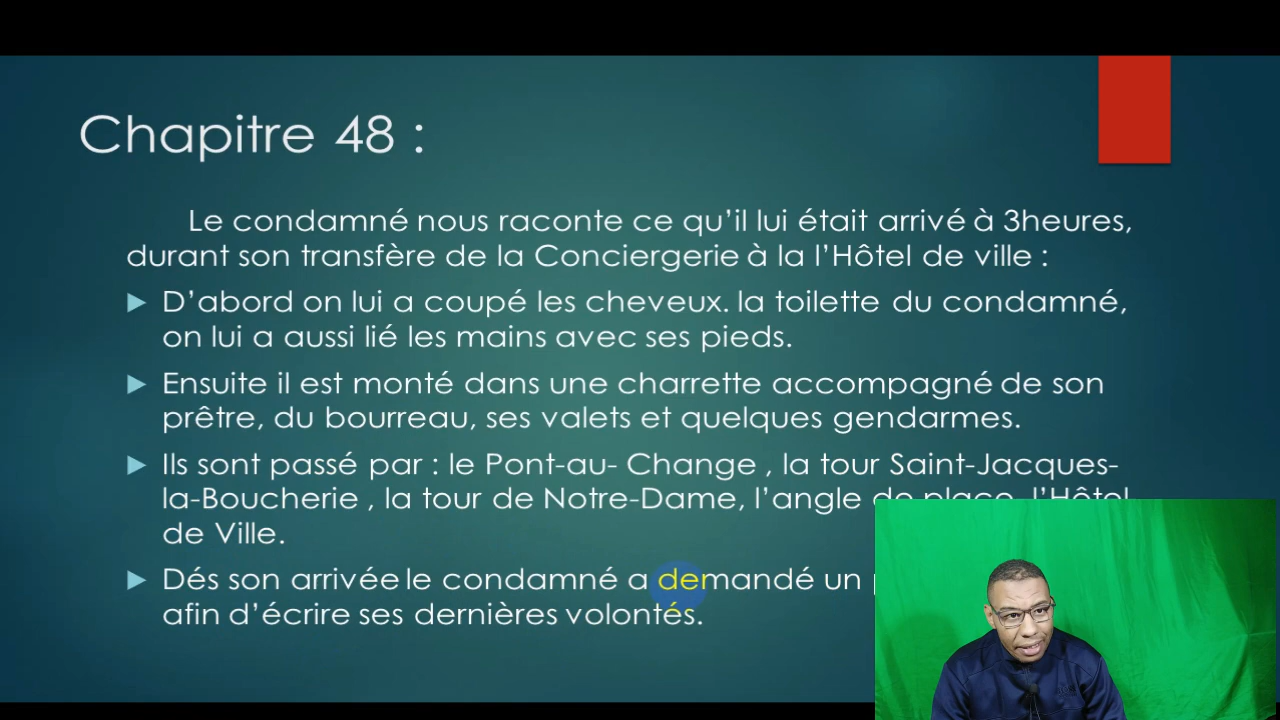 Chapitre 48 :
Le condamné nous raconte ce qu'il lui était arrivé à 3heures,
durant son transfère de la Conciergerie à la l'Hôtel de ville :
D'abord on lui a coupé les cheveux. la toilette du condamné,
on lui a aussi lié les mains avec ses pieds.
Ensuite il est monté dans une charrette accompagné de son
prêtre, du bourreau, ses valets et quelques gendarmes.
Ils sont passé par : le Pont-au- Change , la tour Saint-Jacques-
la-Boucherie , la tour de Notre-Dame, l'angle de place, l'Hôtel
de Ville.
Dés son arrivée le condamné a demandé un
afin d'écrire ses dernières volontés.